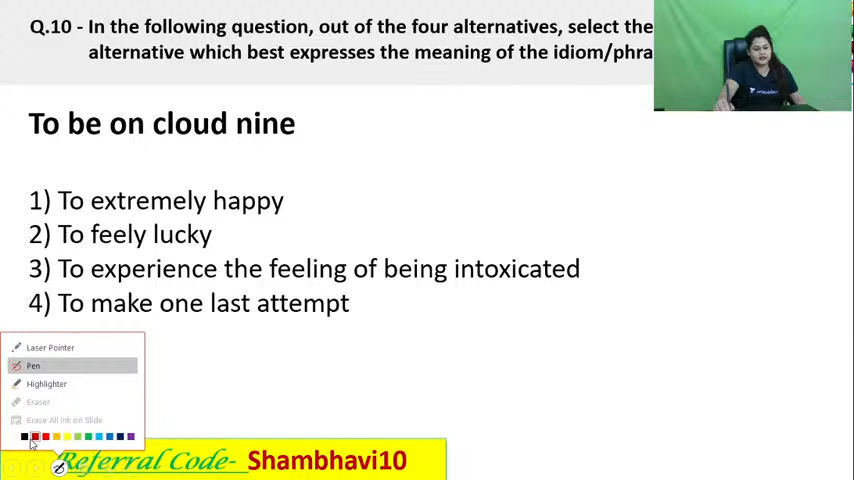 Q.10 - In the following question, out of the four alternatives, select the
alternative which best expresses the meaning of the idiom/phra
To be on cloud nine
1) To extremely happy
2) To feely lucky
3) To experience the feeling of being intoxicated
4) To make one last attempt
Laser Pointer
Pen
Highlighter
Eraser
Erase All Ink on Slide
Referral Code- Shambhavi10